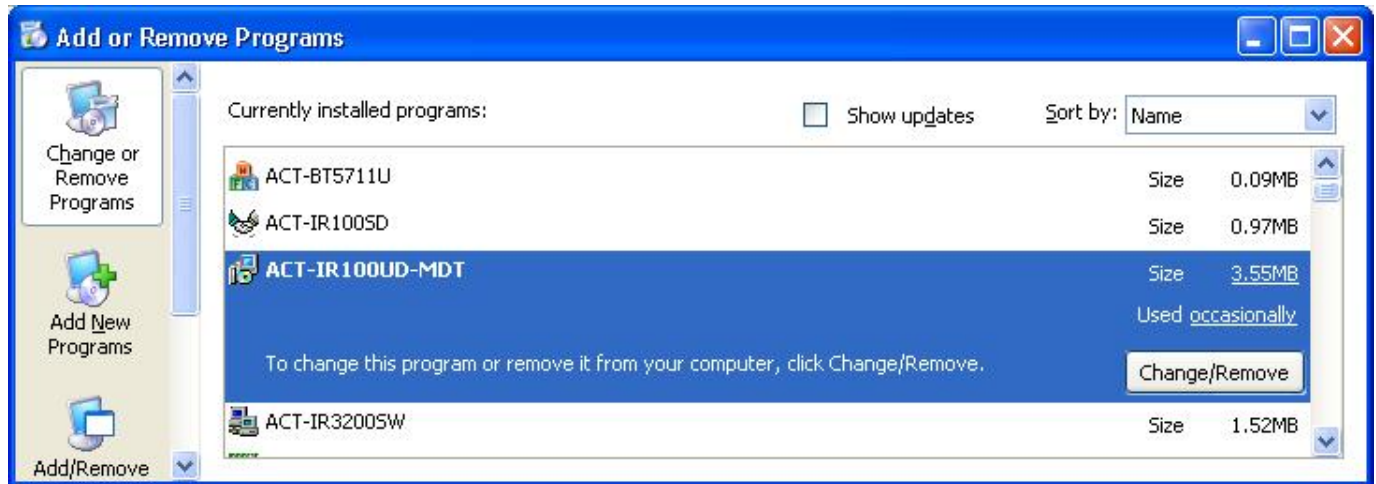 Add or Remove Programs
Change or
Remove
Programs
Add New
Programs
Add/Remove
Currently installed programs:
Show updates
Sort by: Name
ACT-BT5711U Size 0.09MB
ACT-IR100SD Size 0.97MB
ACT-IR100UD-MDT Size 3.55MB
Used occasionally
To change this program or remove it from your computer, click Change/Remove.
Change/Remove
ACT-IR3200SW Size 1.52MB